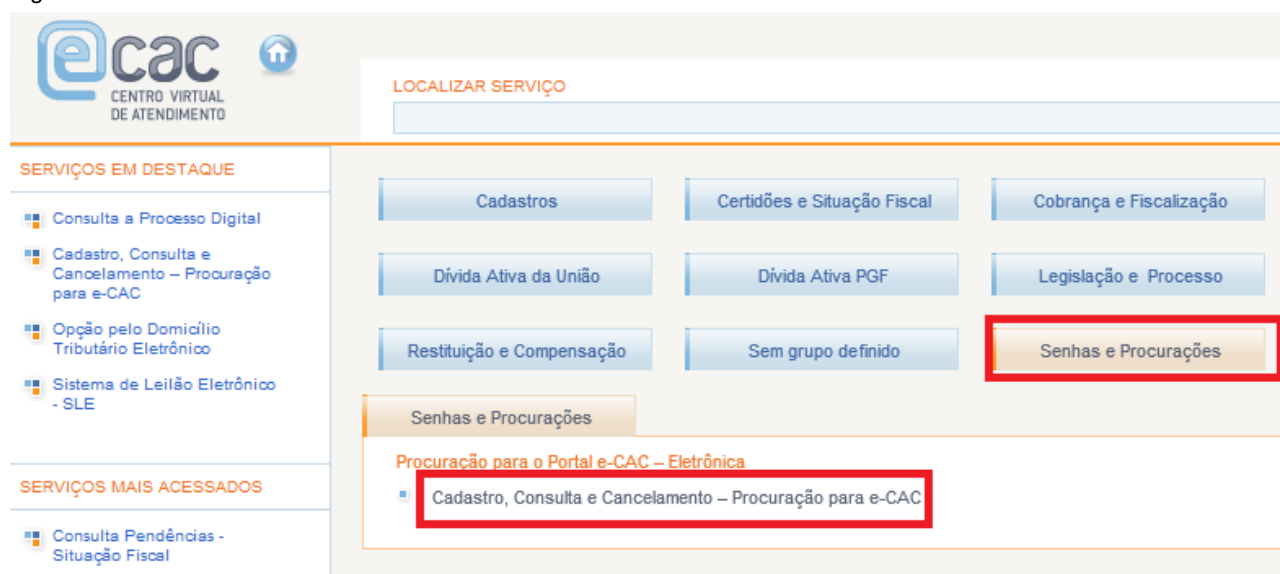 ecac
CENTRO VIRTUAL
DE ATENDIMENTO
LOCALIZAR SERVIÇO
SERVIÇOS EM DESTAQUE
Consulta a Processo Digital
Cadastro, Consulta e
Cancelamento – Procuração
para e-CAC
Opção pelo Domicílio
Tributário Eletrônico
Sistema de Leilão Eletrônico
- SLE
SERVIÇOS MAIS ACESSADOS
Consulta Pendências -
Situação Fiscal
Cadastros
Certidões e Situação Fiscal
Cobrança e Fiscalização
Dívida Ativa da União
Dívida Ativa PGF
Legislação e Processo
Restituição e Compensação
Sem grupo definido
Senhas e Procurações
Senhas e Procurações
Procuração para o Portal e-CAC – Eletrônica
Cadastro, Consulta e Cancelamento – Procuração para e-CAC